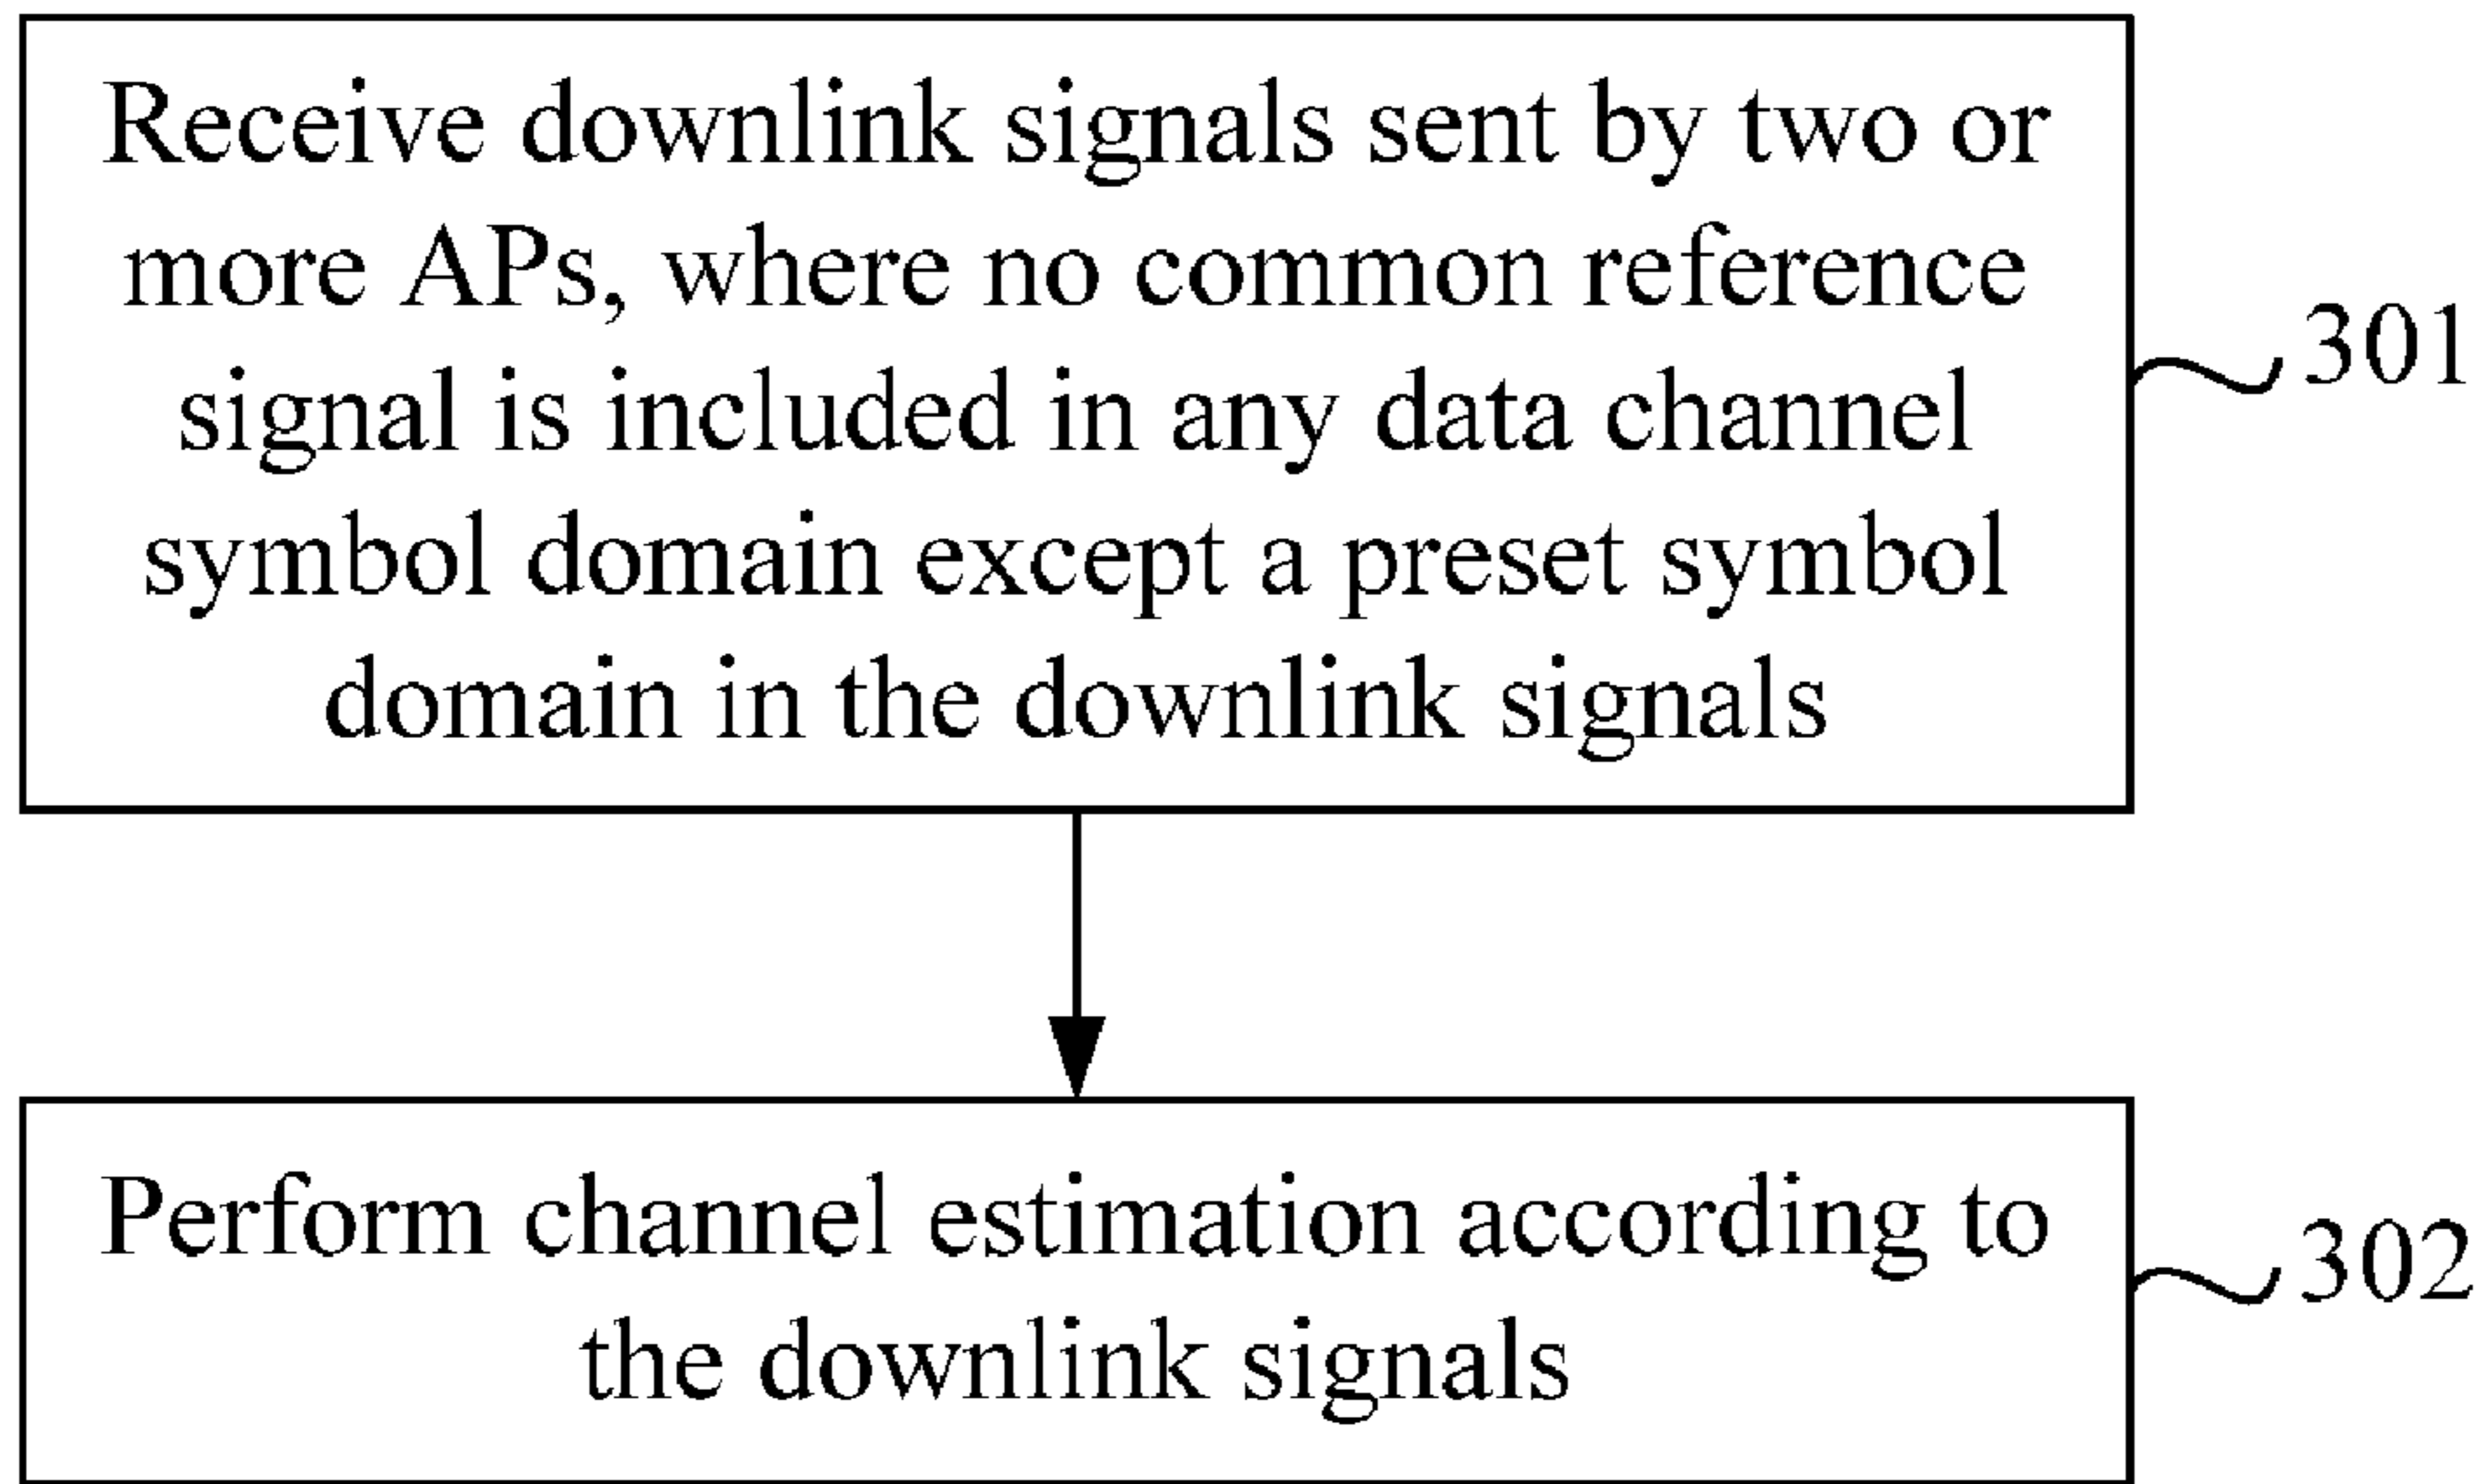 Receive downlink signals sent by two or
more APs, where no common reference
signal is included in any data channel
symbol domain except a preset symbol
domain in the downlink signals
301
Perform channel estimation according to
the downlink signals
302